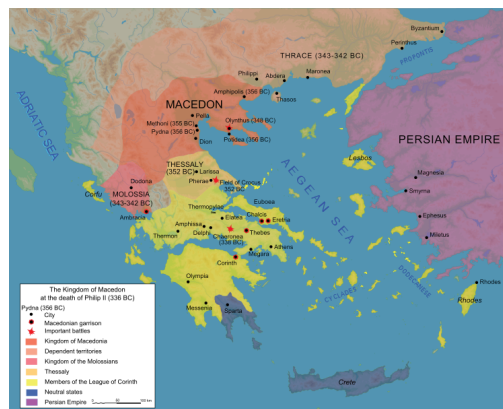 Byzantium
Perinthus
PROPONTIS
THRACE (343-342 BC)
Philippi
Abdera
Maronea
Amphipolis (356 BC)
Thasos
MACEDON
Pella
Methoni (355 BC)
Pydna (356 BC)
Olynthus (348 BC)
Potidea (356 BC)
Dion
ADRIATIC SEA
PERSIAN EMPIRE
THESSALY
(352 BC)
Larissa
Pherae
Field of Crocus
352 BC
Lesbos
Dodona
MOLOSSIA
(343-342 BC)
Corfu
Ambracia
AEGEAN SEA
Magnesia
Smyrna
Ephesus
Miletus
Thermopylae
Euboea
Elatea
Chalcis
Eretria
Amphissa
Delphi
Thermon
Chaeronea
(338 BC)
Thebes
Athens
Megara
Corinth
Olympia
Messenia
Sparta
CYCLADES
DODECANESE
Rhodes
Rhodes
Crete
The Kingdom of Macedon
at the death of Philip II (336 BC)
Pydna (356 BC)
City
Macedonian garrison
Important battles
Kingdom of Macedonia
Dependent territories
Kingdom of the Molossians
Thessaly
Members of the League of Corinth
Neutral states
Persian Empire